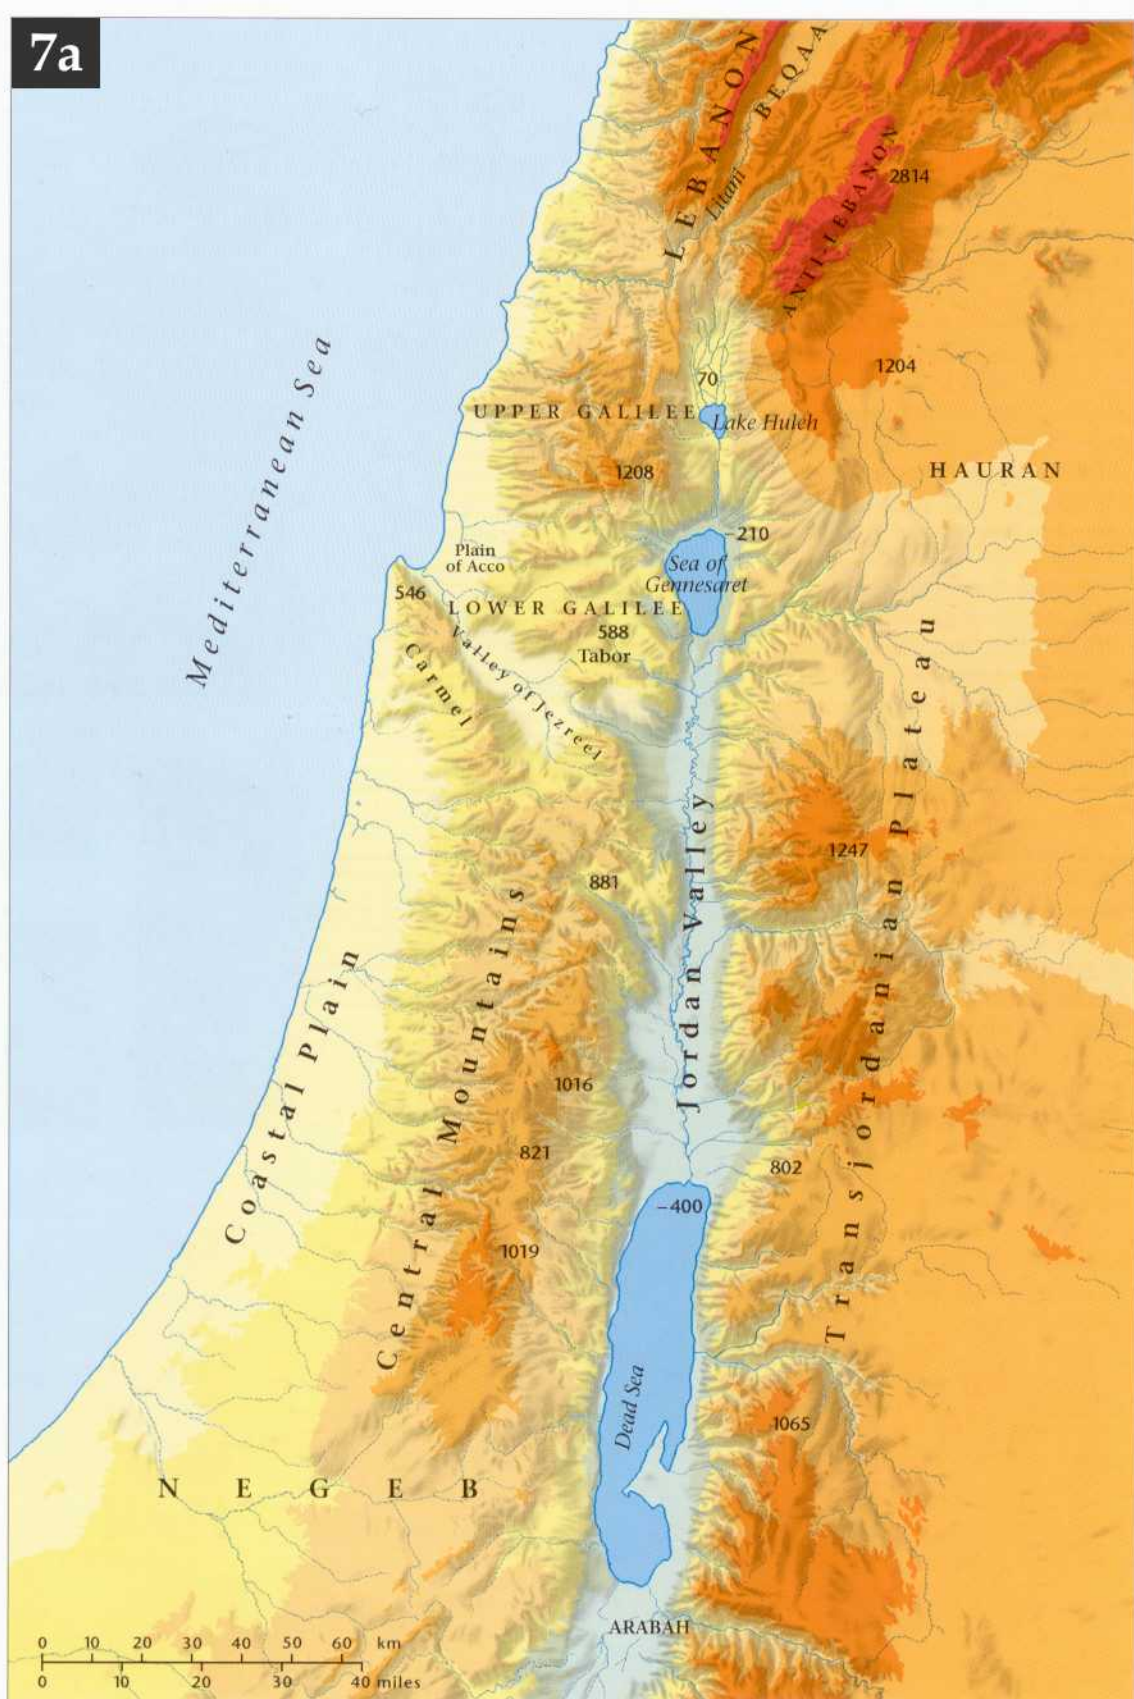 7a
LEBANON
BEQAA
Litani
ANTI-LEBANON
2814
1204
70
UPPER GALILEE
Lake Huleh
1208
HAURAN
Mediterranean Sea
-210
Plain
of Acco
Sea of
Gennesaret
546
LOWER GALILEE
588
Tabor
Valley of Jezreel
Carmel
Jordan Valley
Transjordanian Plateau
1247
881
Central Mountains
Coastal Plain
1016
821
802
-400
1019
Dead Sea
1065
NEGEB
ARABAH
0 10 20 30 40 50 60 km
0 10 20 30 40 miles